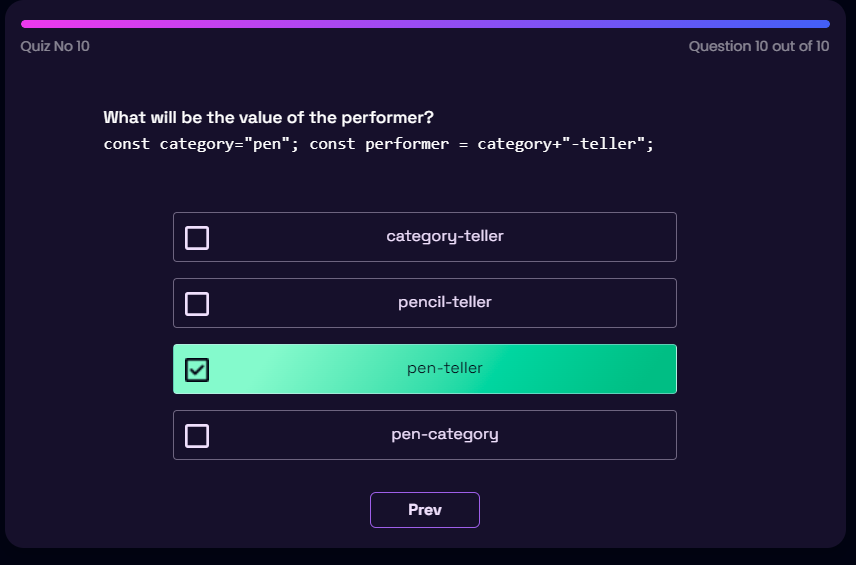 Quiz No 10
Question 10 out of 10
What will be the value of the performer?
const category="pen"; const performer = category+"-teller";
category-teller
pencil-teller
pen-teller
pen-category
Prev